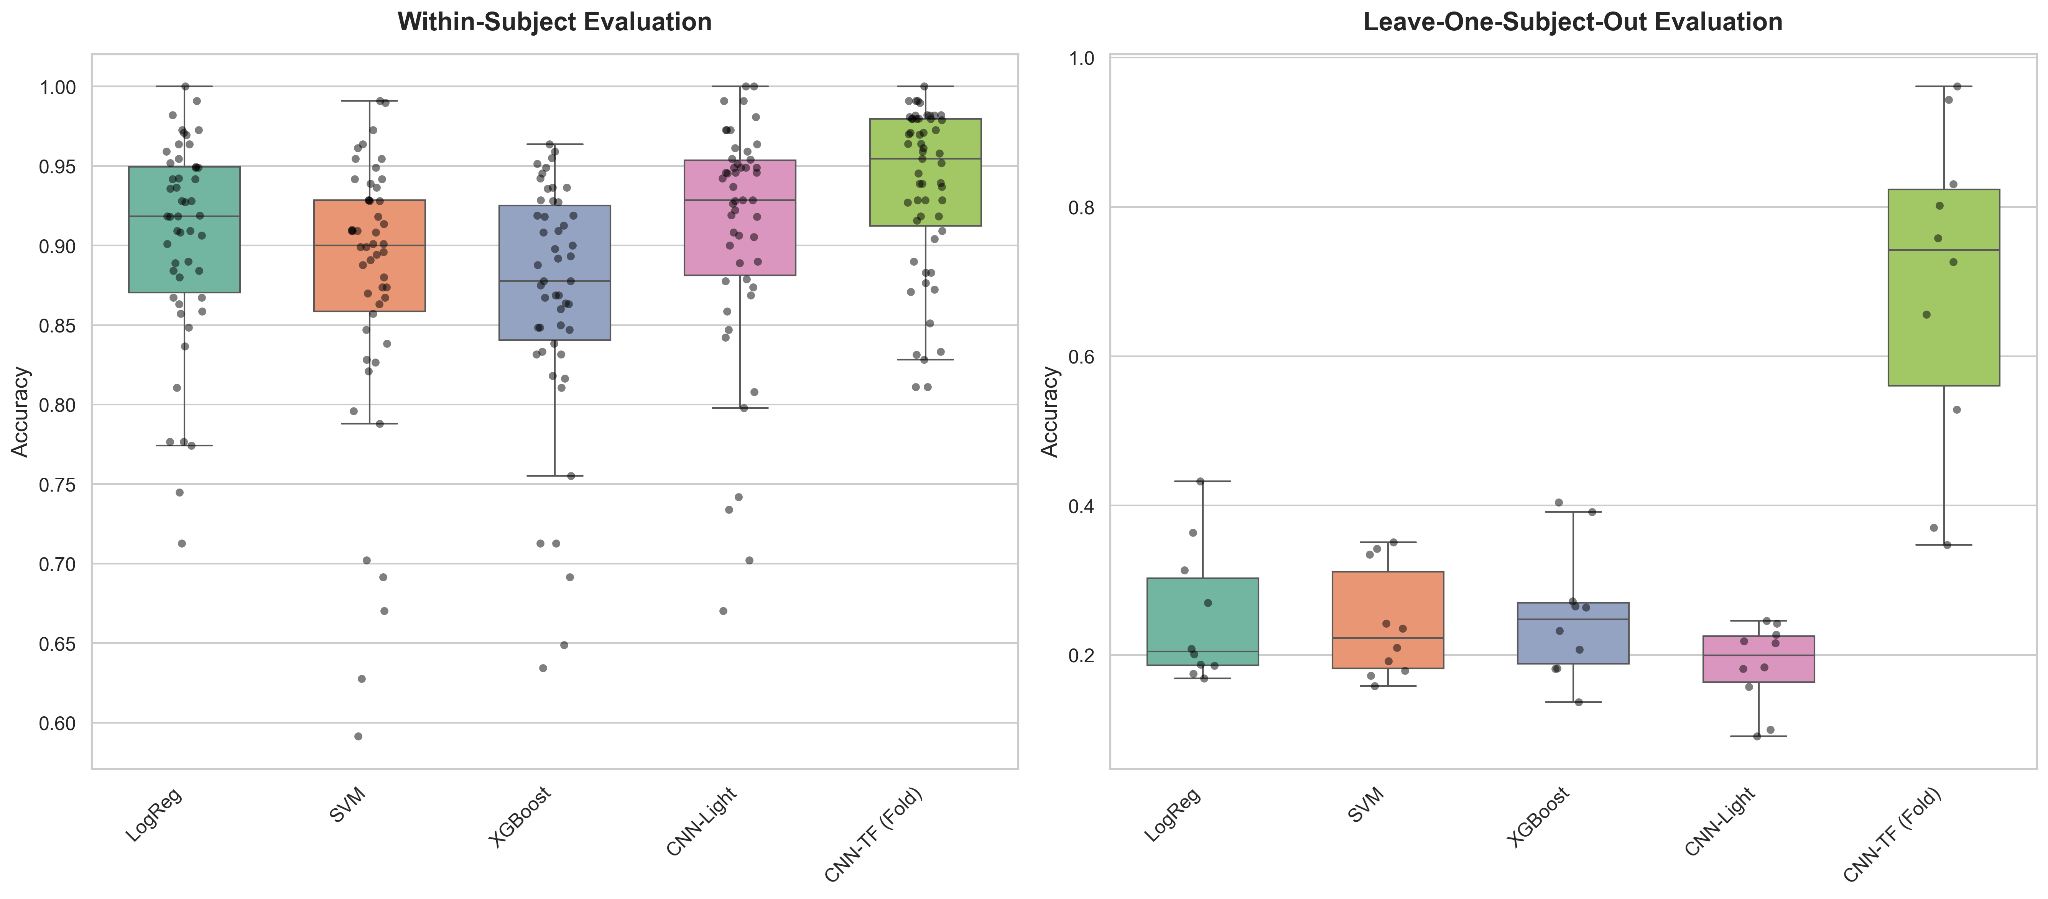 Within-Subject Evaluation
Accuracy
1.00
0.95
0.90
0.85
0.80
0.75
0.70
0.65
0.60
LogReg
SVM
XGBoost
CNN-Light
CNN-TF (Fold)
Leave-One-Subject-Out Evaluation
Accuracy
1.0
0.8
0.6
0.4
0.2
LogReg
SVM
XGBoost
CNN-Light
CNN-TF (Fold)